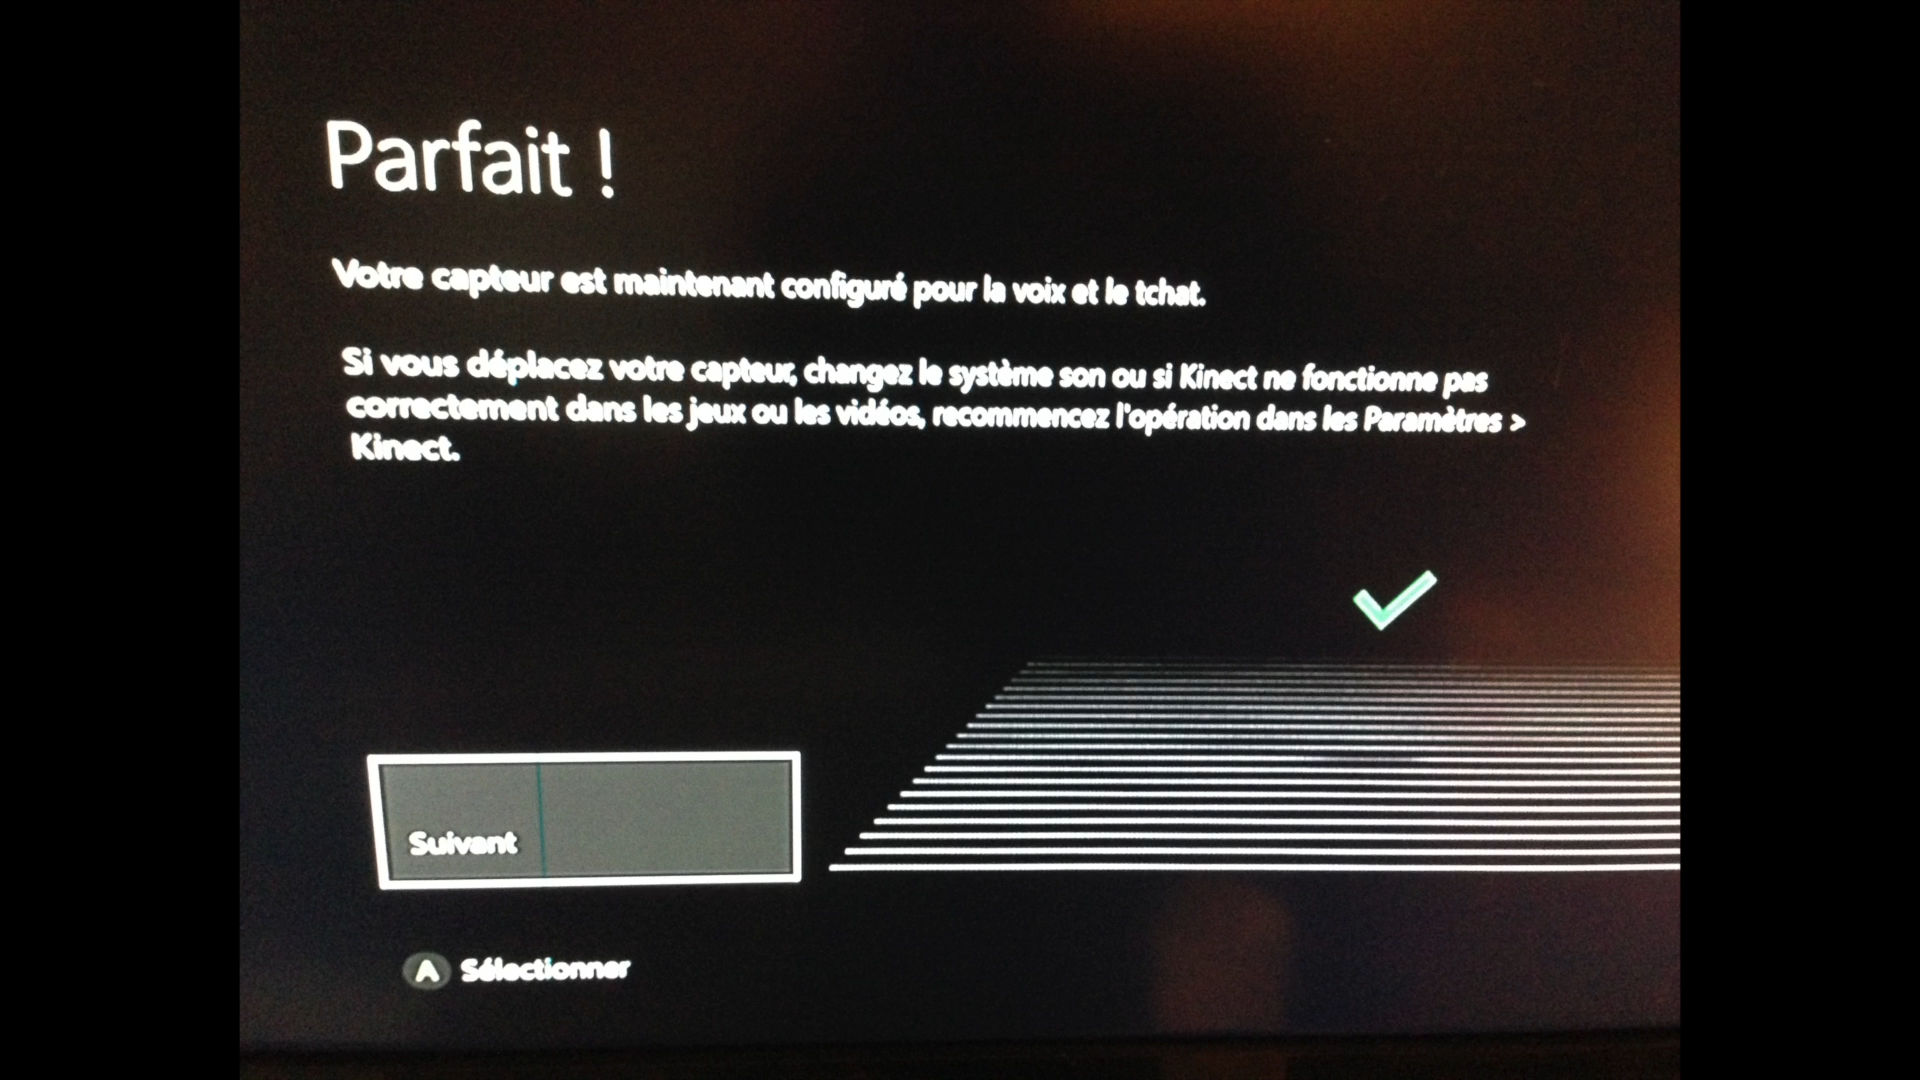 Parfait !
Votre capteur est maintenant configuré pour la voix et le tchat.
Si vous déplacez votre capteur, changez le système son ou si Kinect ne fonctionne pas
correctement dans les jeux ou les vidéos, recommencez l'opération dans les Paramètres >
Kinect.
Suivant
A Sélectionner